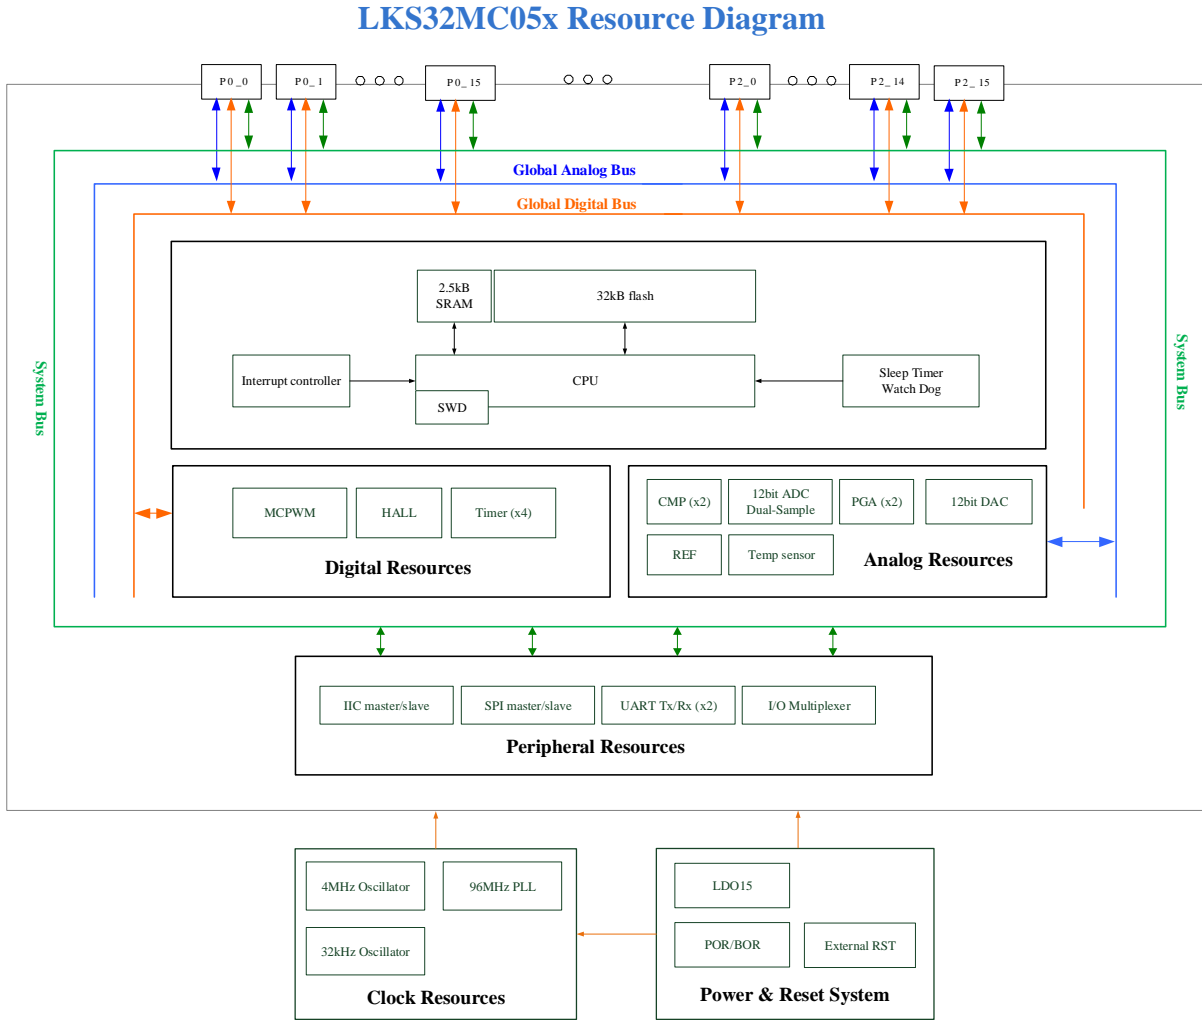 LKS32MC05x Resource Diagram
P0_0
P0_1
P0_15
P2_0
P2_14
P2_15
Global Analog Bus
Global Digital Bus
System Bus
System Bus
2.5kB
SRAM
32kB flash
Interrupt controller
CPU
SWD
Sleep Timer
Watch Dog
MCPWM
HALL
Timer (x4)
Digital Resources
CMP (x2)
12bit ADC
Dual-Sample
PGA (x2)
12bit DAC
REF
Temp sensor
Analog Resources
IIC master/slave
SPI master/slave
UART Tx/Rx (x2)
I/O Multiplexer
Peripheral Resources
4MHz Oscillator
96MHz PLL
32kHz Oscillator
Clock Resources
LDO15
POR/BOR
External RST
Power & Reset System